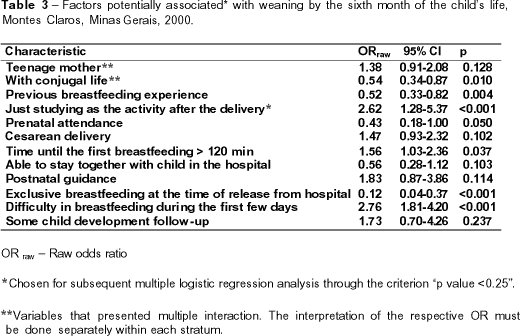 Table 3 – Factors potentially associated* with weaning by the sixth month of the child's life,
Montes Claros, Minas Gerais, 2000.
Characteristic ORraw 95% CI p
Teenage mother** 1.38 0.91-2.08 0.128
With conjugal life** 0.54 0.34-0.87 0.010
Previous breastfeeding experience 0.52 0.33-0.82 0.004
Just studying as the activity after the delivery* 2.62 1.28-5.37 <0.001
Prenatal attendance 0.43 0.18-1.00 0.050
Cesarean delivery 1.47 0.93-2.32 0.102
Time until the first breastfeeding > 120 min 1.56 1.03-2.36 0.037
Able to stay together with child in the hospital 0.56 0.28-1.12 0.103
Postnatal guidance 1.83 0.87-3.86 0.114
Exclusive breastfeeding at the time of release from hospital 0.12 0.04-0.37 <0.001
Difficulty in breastfeeding during the first few days 2.76 1.81-4.20 <0.001
Some child development follow-up 1.73 0.70-4.26 0.237
OR raw – Raw odds ratio
*Chosen for subsequent multiple logistic regression analysis through the criterion "p value <0.25".
**Variables that presented multiple interaction. The interpretation of the respective OR must
be done separately within each stratum.